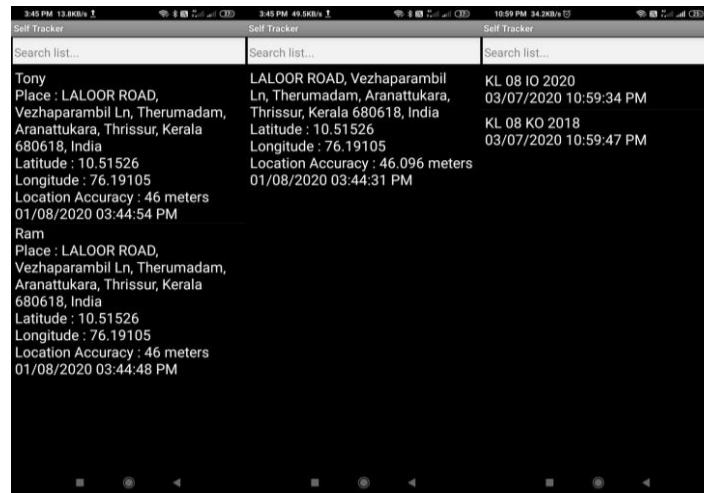 3:45 PM 13.8KB/s
Self Tracker
Search list...
Tony
Place : LALOOR ROAD,
Vezhaparambil Ln, Therumadam,
Aranattukara, Thrissur, Kerala
680618, India
Latitude : 10.51526
Longitude : 76.19105
Location Accuracy : 46 meters
01/08/2020 03:44:54 PM
Ram
Place : LALOOR ROAD,
Vezhaparambil Ln, Therumadam,
Aranattukara, Thrissur, Kerala
680618, India
Latitude : 10.51526
Longitude : 76.19105
Location Accuracy : 46 meters
01/08/2020 03:44:48 PM
3:45 PM 49.5KB/s
Self Tracker
Search list...
LALOOR ROAD, Vezhaparambil
Ln, Therumadam, Aranattukara,
Thrissur, Kerala 680618, India
Latitude : 10.51526
Longitude : 76.19105
Location Accuracy : 46.096 meters
01/08/2020 03:44:31 PM
10:59 PM 34.2KB/s
Self Tracker
Search list...
KL 08 IO 2020
03/07/2020 10:59:34 PM
KL 08 KO 2018
03/07/2020 10:59:47 PM